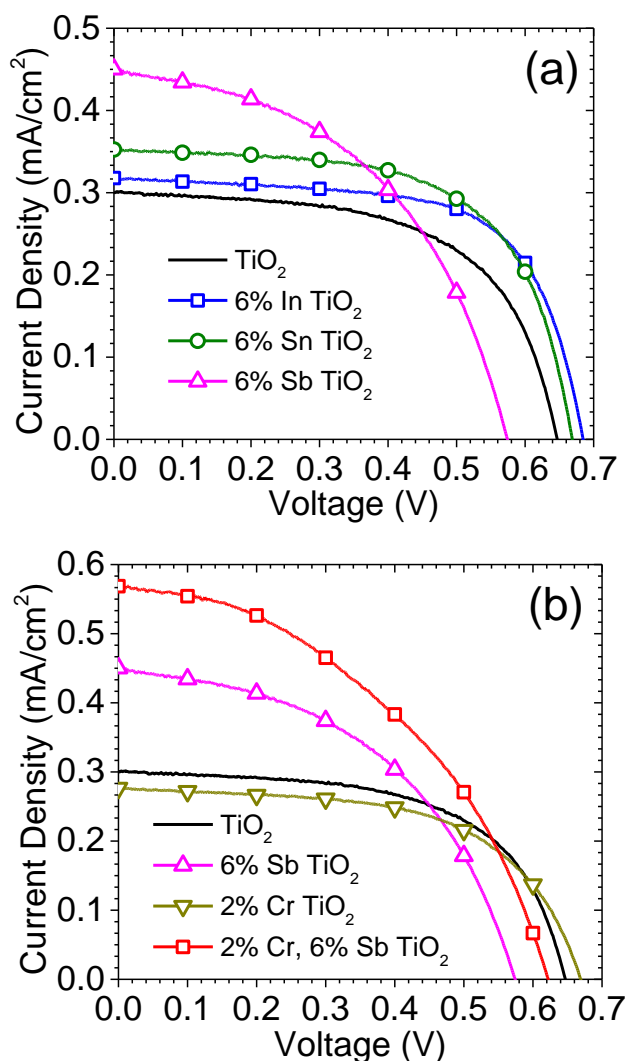 (a)
Current Density (mA/cm²)
0.5
0.4
0.3
0.2
0.1
0.0
TiO₂
6% In TiO₂
6% Sn TiO₂
6% Sb TiO₂
0.0 0.1 0.2 0.3 0.4 0.5 0.6 0.7
Voltage (V)
(b)
Current Density (mA/cm²)
0.6
0.5
0.4
0.3
0.2
0.1
0.0
TiO₂
6% Sb TiO₂
2% Cr TiO₂
2% Cr, 6% Sb TiO₂
0.0 0.1 0.2 0.3 0.4 0.5 0.6 0.7
Voltage (V)